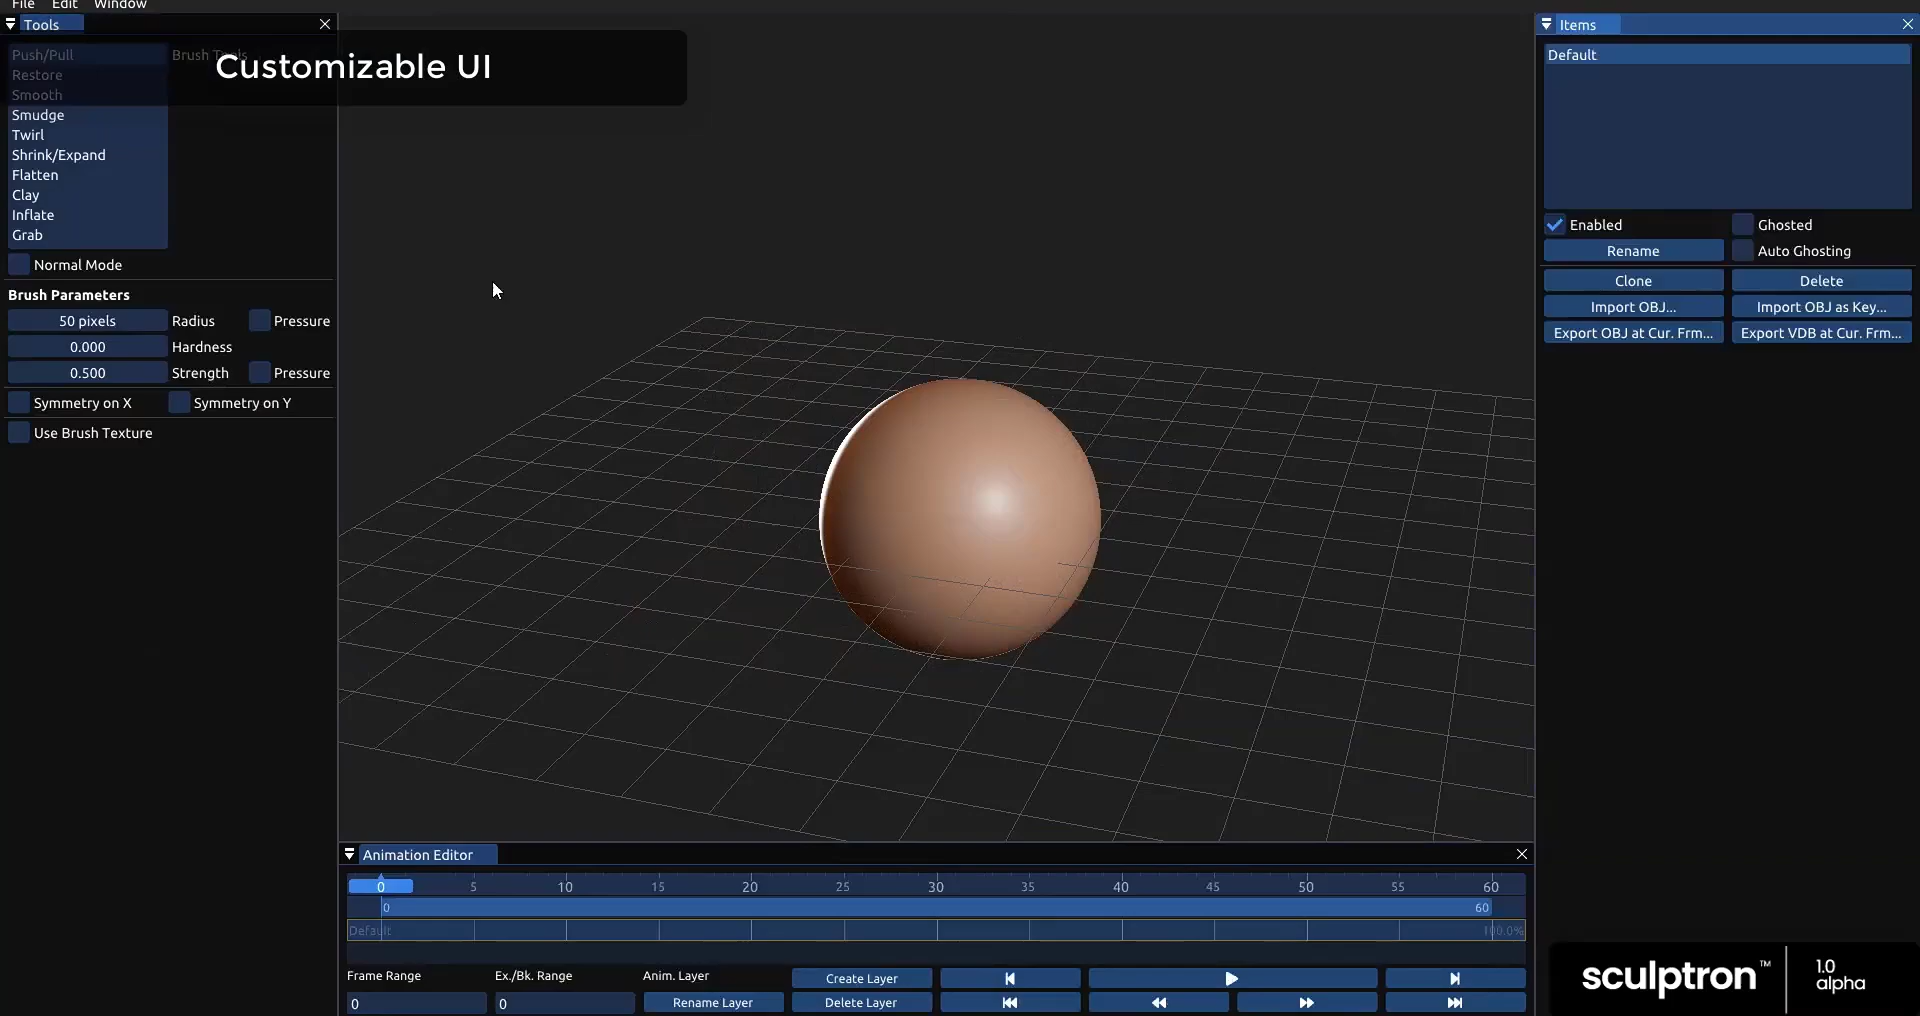 File Edit Window
Tools
Customizable UI
Push/Pull Brush Tools
Restore
Smooth
Smudge
Twirl
Shrink/Expand
Flatten
Clay
Inflate
Grab
Normal Mode
Brush Parameters
50 pixels Radius Pressure
0.000 Hardness
0.500 Strength Pressure
Symmetry on X Symmetry on Y
Use Brush Texture
Items
Default
Enabled Ghosted
Rename Auto Ghosting
Clone Delete
Import OBJ... Import OBJ as Key...
Export OBJ at Cur. Frm... Export VDB at Cur. Frm...
Animation Editor
0 5 10 15 20 25 30 35 40 45 50 55 60
0 60
Default 100.0%
Frame Range Ex./Bk. Range Anim. Layer Create Layer
0 0 Rename Layer Delete Layer
sculptron™ 1.0
alpha